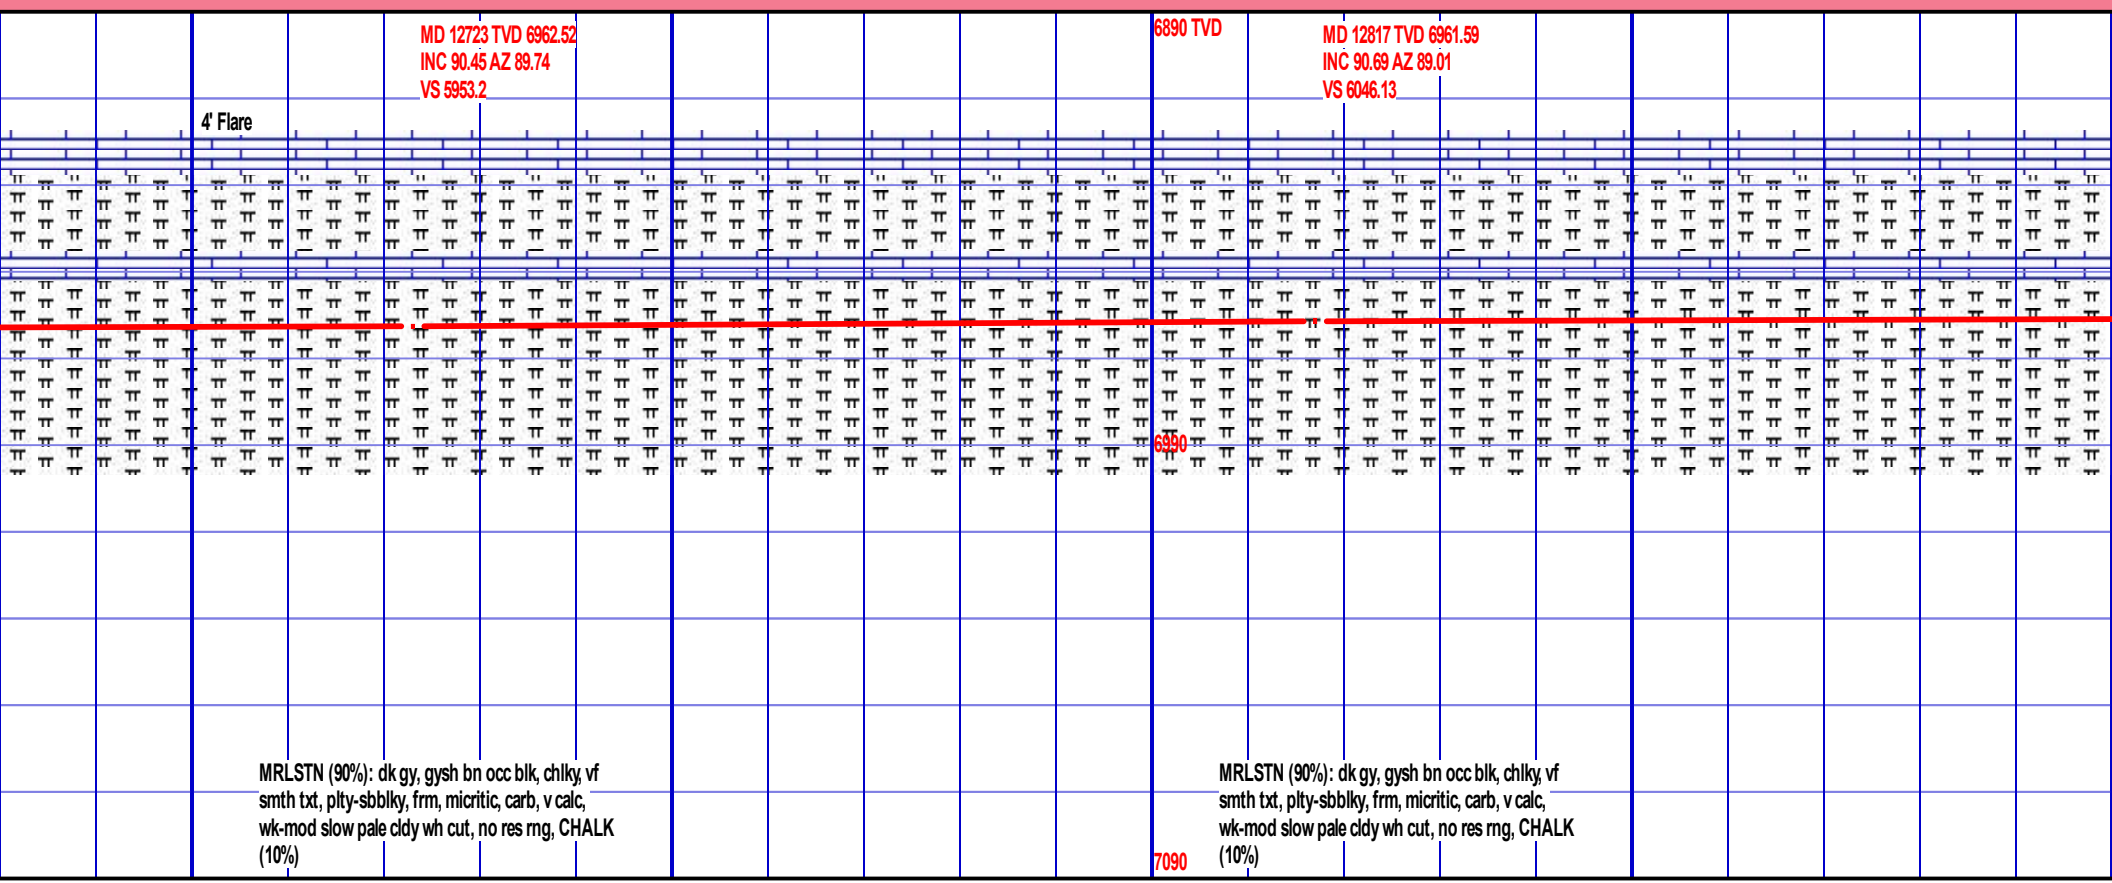 MD 12723 TVD 6962.52
INC 90.45 AZ 89.74
VS 5953.2
6890 TVD
MD 12817 TVD 6961.59
INC 90.69 AZ 89.01
VS 6046.13
4' Flare
6990
MRLSTN (90%): dk gy, gysh bn occ blk, chlky, vf
smth txt, plty-sbblky, frm, micritic, carb, v calc,
wk-mod slow pale cldy wh cut, no res rng, CHALK
(10%)
7090
MRLSTN (90%): dk gy, gysh bn occ blk, chlky, vf
smth txt, plty-sbblky, frm, micritic, carb, v calc,
wk-mod slow pale cldy wh cut, no res rng, CHALK
(10%)